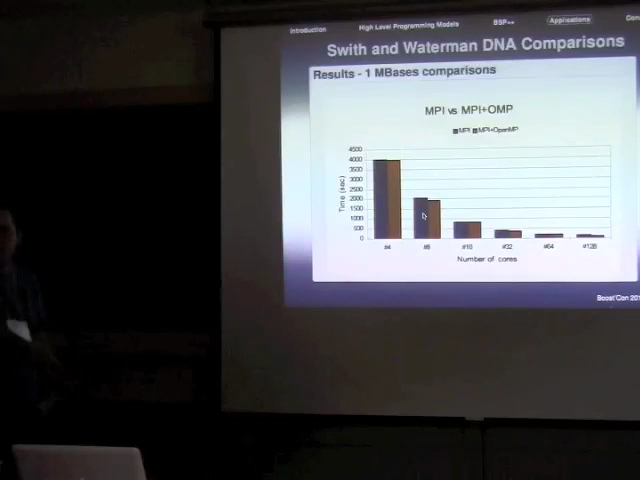 Introduction High Level Programming Models BSP++ Applications
Swith and Waterman DNA Comparisons
Results - 1 MBases comparisons
MPI vs MPI+OMP
MPI MPI+OpenMP
4500
4000
3500
3000
2500
2000
1500
1000
500
0
Time (sec)
#4 #8 #16 #32 #64 #128
Number of cores
Boost'Con 201